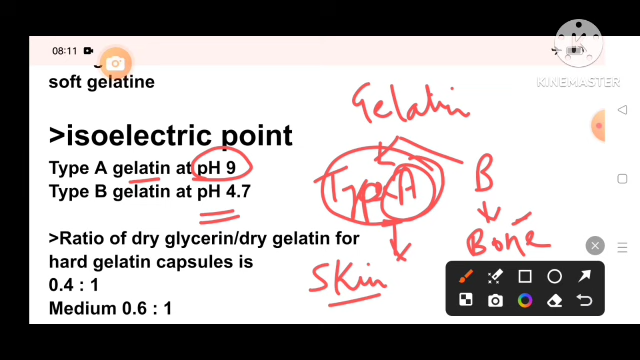 08:11
KINEMASTER
soft gelatine
Gelatin
>isoelectric point
Type A gelatin at pH 9
Type B gelatin at pH 4.7
Type A
B
Bone
Skin
>Ratio of dry glycerin/dry gelatin for
hard gelatin capsules is
0.4 : 1
Medium 0.6 : 1